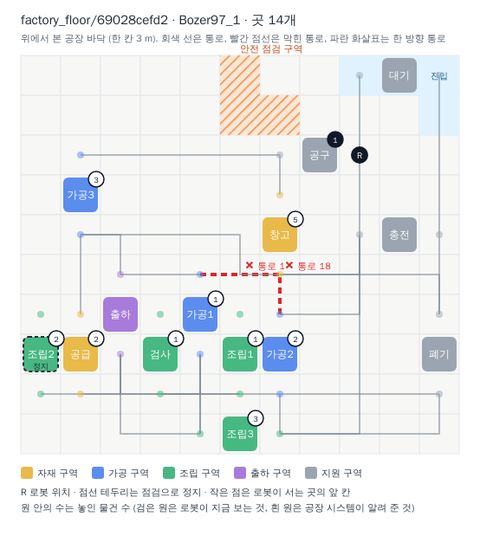 factory_floor/69028cefd2 · Bozer97_1 · 곳 14개
위에서 본 공장 바닥 (한 칸 3 m). 회색 선은 통로, 빨간 점선은 막힌 통로, 파란 화살표는 한 방향 통로
안전 점검 구역
대기
진입
1
공구
R
3
가공3
5
창고
충전
통로 1
통로 18
출하
1
가공1
2
조립2
정지
2
공급
1
검사
1
조립1
2
가공2
폐기
3
조립3
자재 구역
가공 구역
조립 구역
출하 구역
지원 구역
R 로봇 위치 · 점선 테두리는 점검으로 정지 · 작은 점은 로봇이 서는 곳의 앞 칸
원 안의 수는 놓인 물건 수 (검은 원은 로봇이 지금 보는 것, 흰 원은 공장 시스템이 알려 준 것)